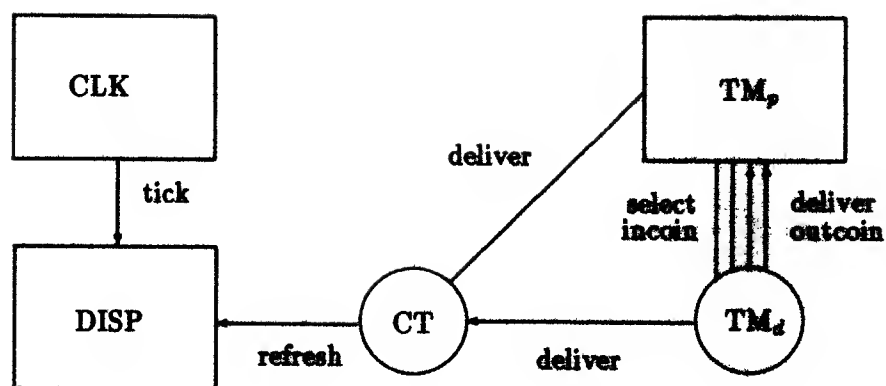 CLK
TM_p
deliver
tick
select
incoin
deliver
outcoin
DISP
CT
TM_d
refresh
deliver